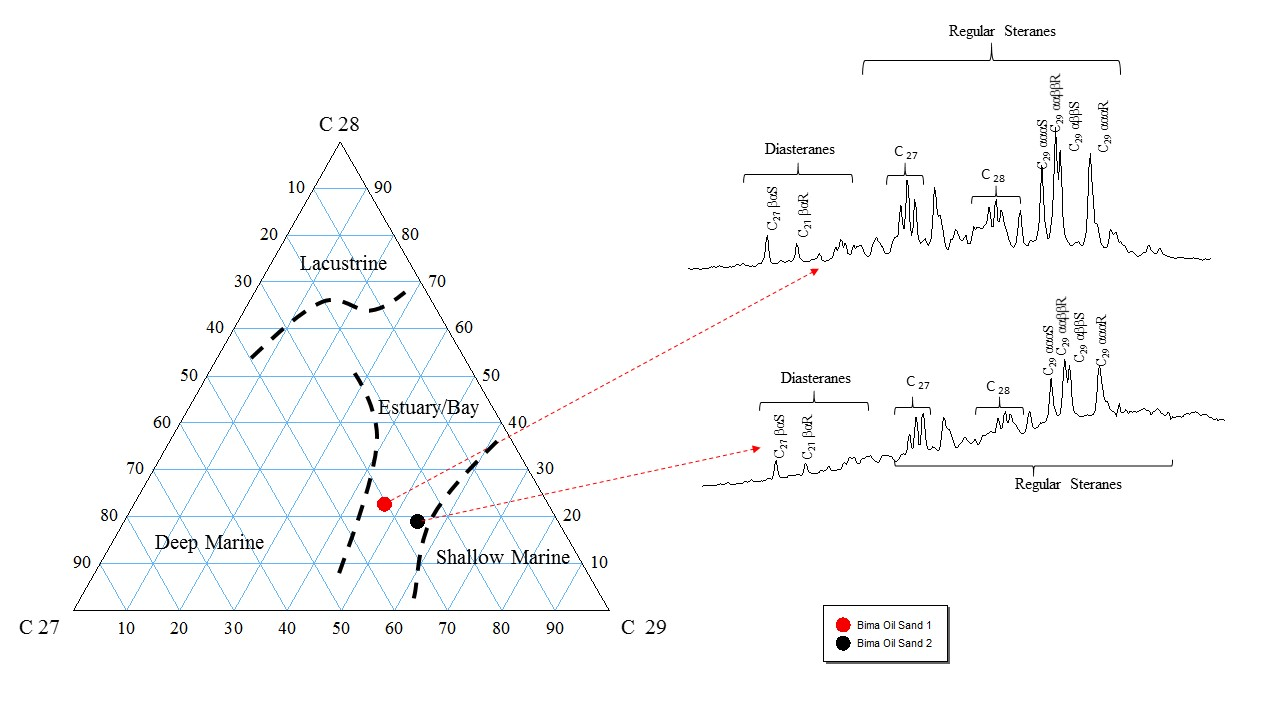 C 28
10 90
20 80
Lacustrine
30 70
40 60
50 50
Estuary/Bay
60 40
70 30
80 20
Deep Marine
Shallow Marine
90 10
C 27
C 29
10 20 30 40 50 60 70 80 90
Regular Steranes
Diasteranes
C27 βαS
C21 βαR
C 27
C 28
C29 αααS
C29 ααββR
C29 αββS
C29 αααR
Diasteranes
C27 βαS
C21 βαR
C 27
C 28
C29 αααS
C29 ααββR
C29 αββS
C29 αααR
Regular Steranes
Bima Oil Sand 1
Bima Oil Sand 2